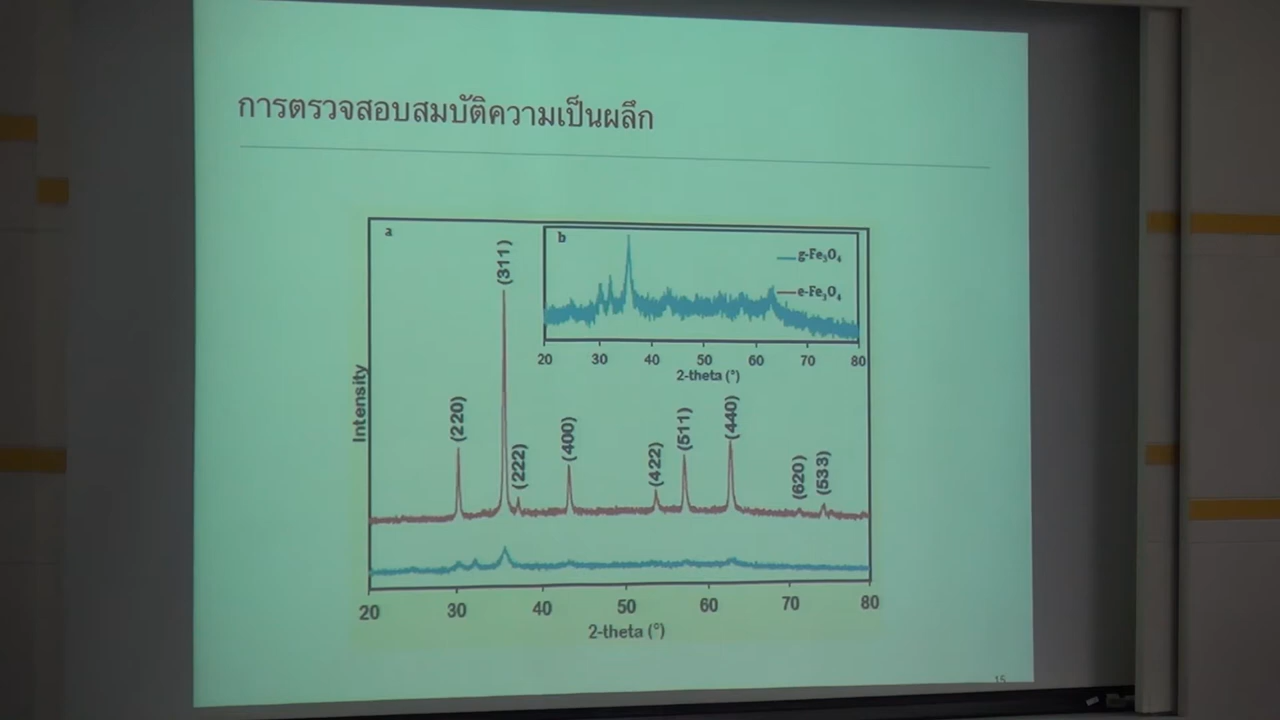 การตรวจสอบสมบัติความเป็นผลึก
a
b
g-Fe₃O₄
e-Fe₃O₄
20 30 40 50 60 70 80
2-theta (°)
Intensity
(220) (311) (222) (400) (422) (511) (440) (620) (533)
20 30 40 50 60 70 80
2-theta (°)
15